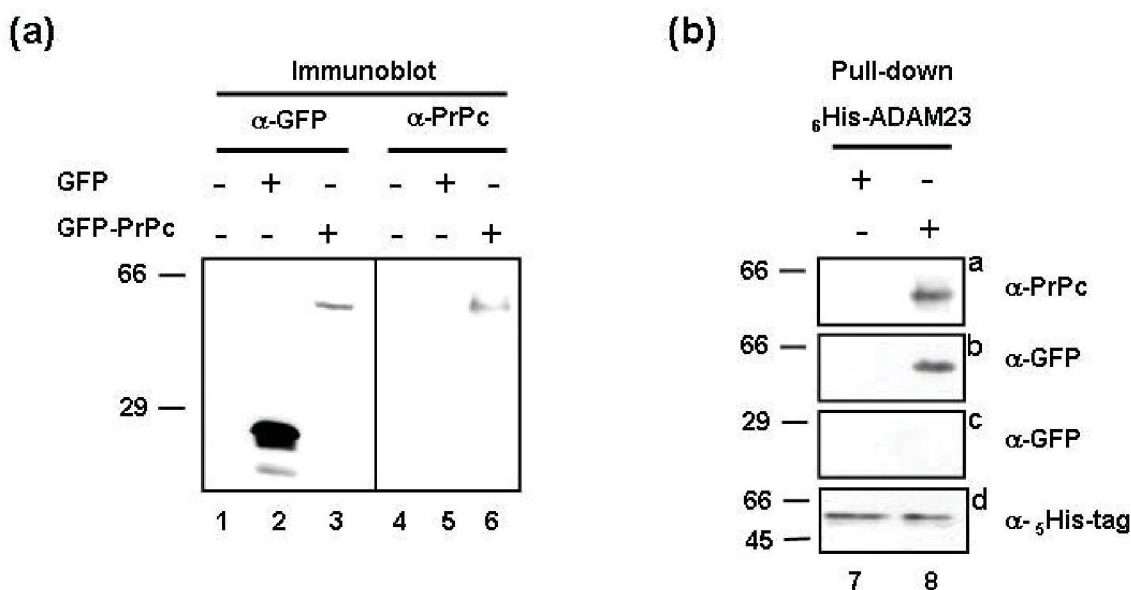 (a)
Immunoblot
α-GFP α-PrPc
GFP - + - - + -
GFP-PrPc - - + - - +
66
29
1 2 3 4 5 6
(b)
Pull-down
₆His-ADAM23
+ -
- +
66 a α-PrPc
66 b α-GFP
29 c α-GFP
66 d α-₅His-tag
45
7 8